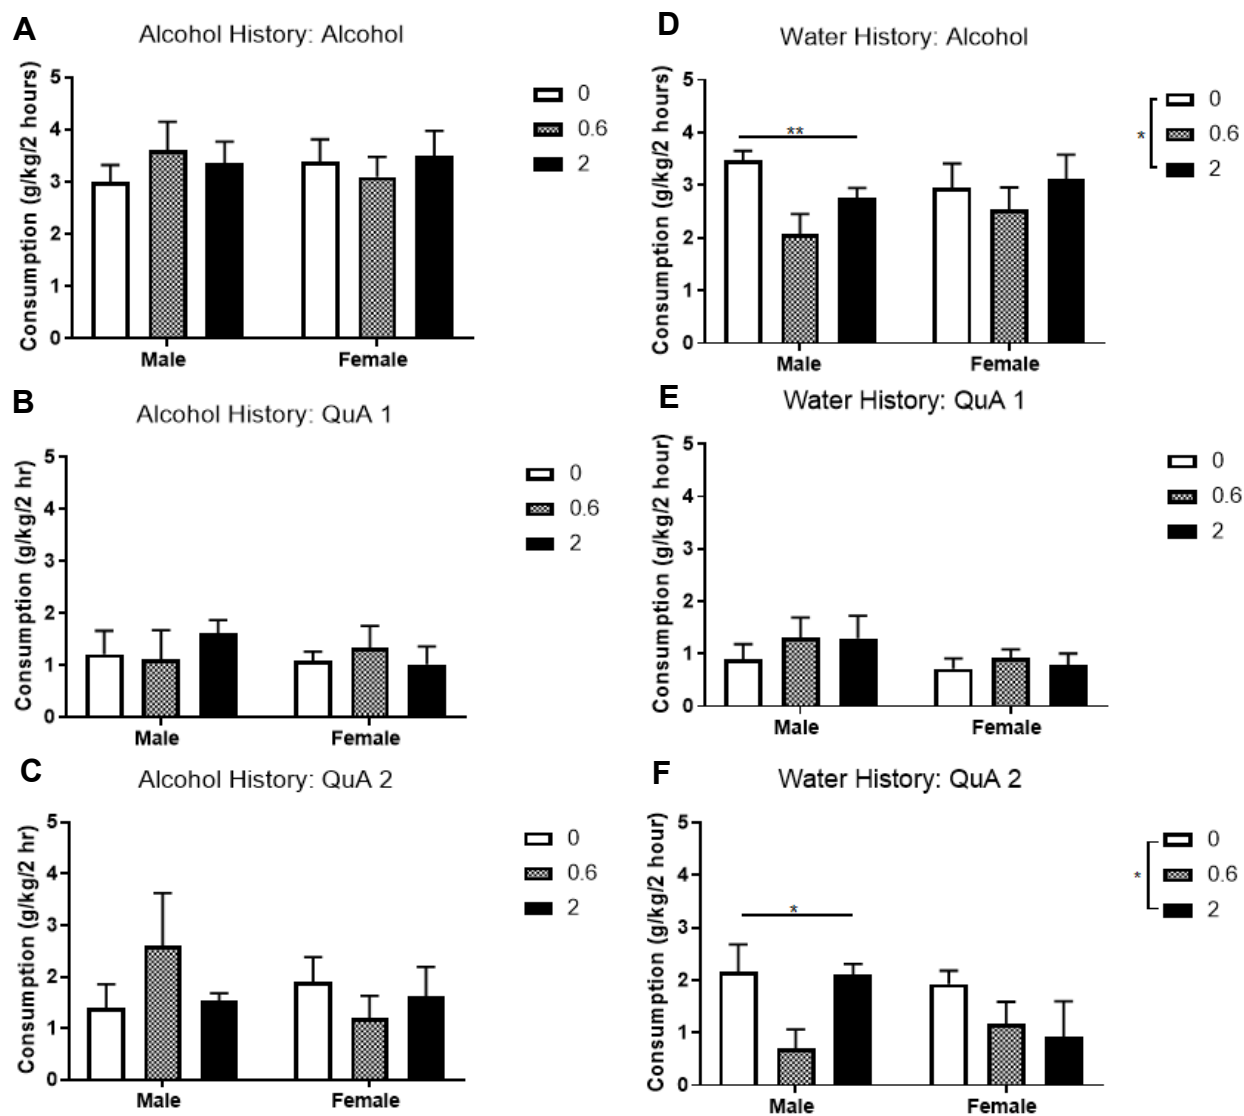 A
Alcohol History: Alcohol
Consumption (g/kg/2 hours)
5
4
3
2
1
0
Male
Female
0
0.6
2
D
Water History: Alcohol
Consumption (g/kg/2 hours)
5
4
3
2
1
0
**
Male
Female
*
0
0.6
2
B
Alcohol History: QuA 1
Consumption (g/kg/2 hr)
5
4
3
2
1
0
Male
Female
0
0.6
2
E
Water History: QuA 1
Consumption (g/kg/2 hour)
5
4
3
2
1
0
Male
Female
0
0.6
2
C
Alcohol History: QuA 2
Consumption (g/kg/2 hr)
5
4
3
2
1
0
Male
Female
0
0.6
2
F
Water History: QuA 2
Consumption (g/kg/2 hour)
5
4
3
2
1
0
*
Male
Female
*
0
0.6
2